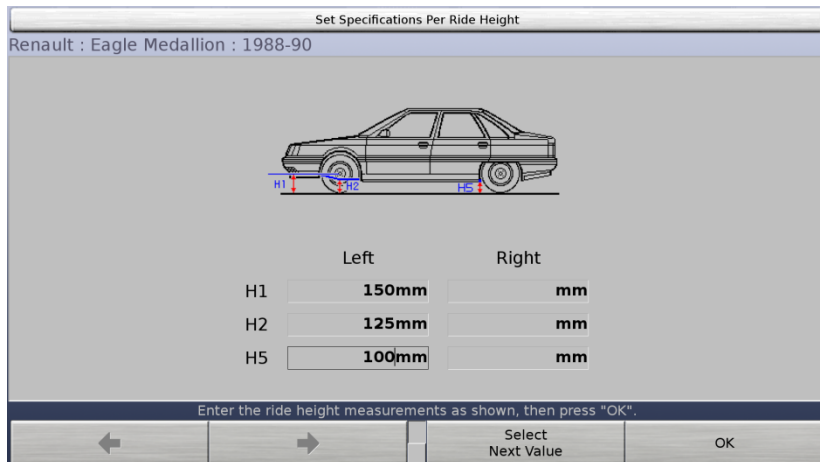 Set Specifications Per Ride Height
Renault : Eagle Medallion : 1988-90
H1 H2 H5
Left Right
H1 150mm mm
H2 125mm mm
H5 100mm mm
Enter the ride height measurements as shown, then press "OK".
Select
Next Value
OK